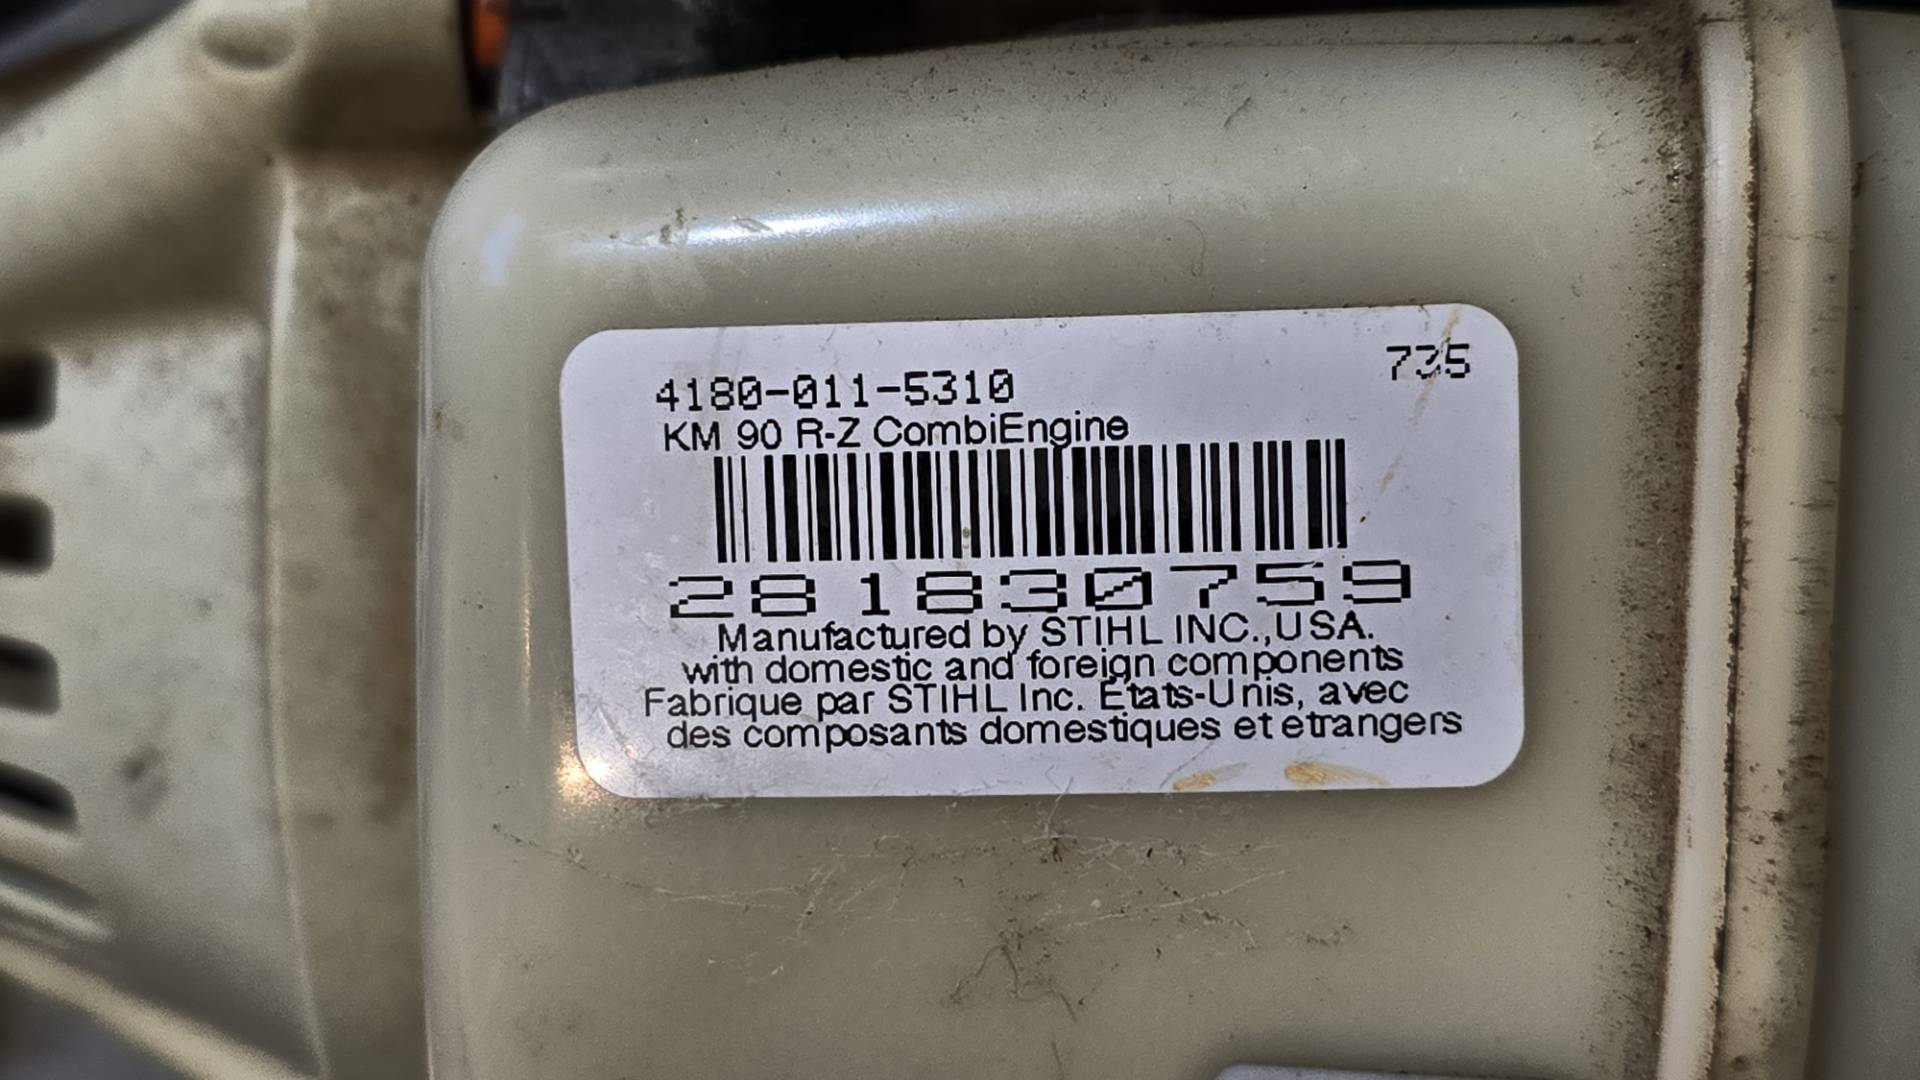 735
4180-011-5310
KM 90 R-Z CombiEngine
281830759
Manufactured by STIHL INC.,USA.
with domestic and foreign components
Fabrique par STIHL Inc. États-Unis, avec
des composants domestiques et etrangers